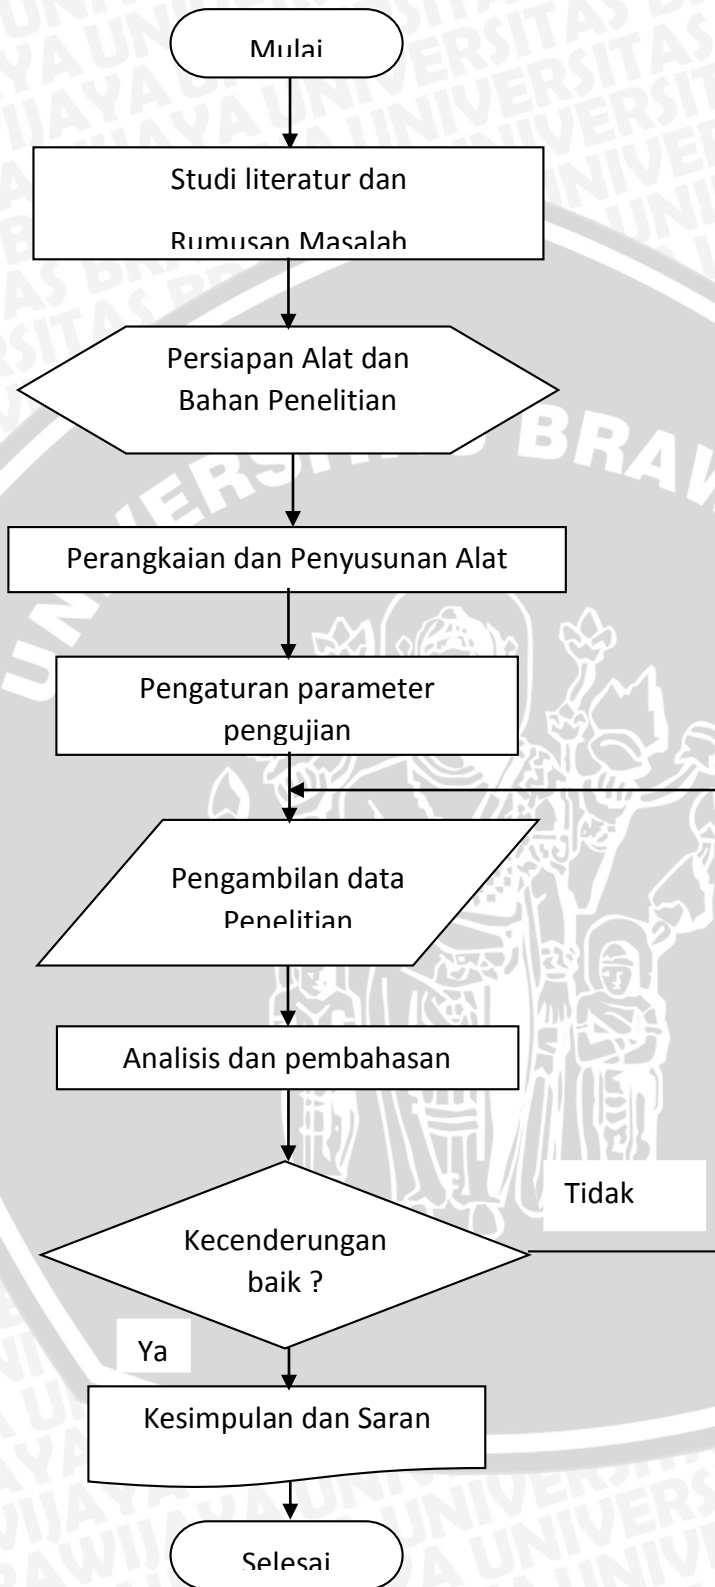 Mulai
Studi literatur dan
Rumusan Masalah
Persiapan Alat dan
Bahan Penelitian
Perangkaian dan Penyusunan Alat
Pengaturan parameter
pengujian
Pengambilan data
Penelitian
Analisis dan pembahasan
Tidak
Kecenderungan
baik ?
Ya
Kesimpulan dan Saran
Selesai